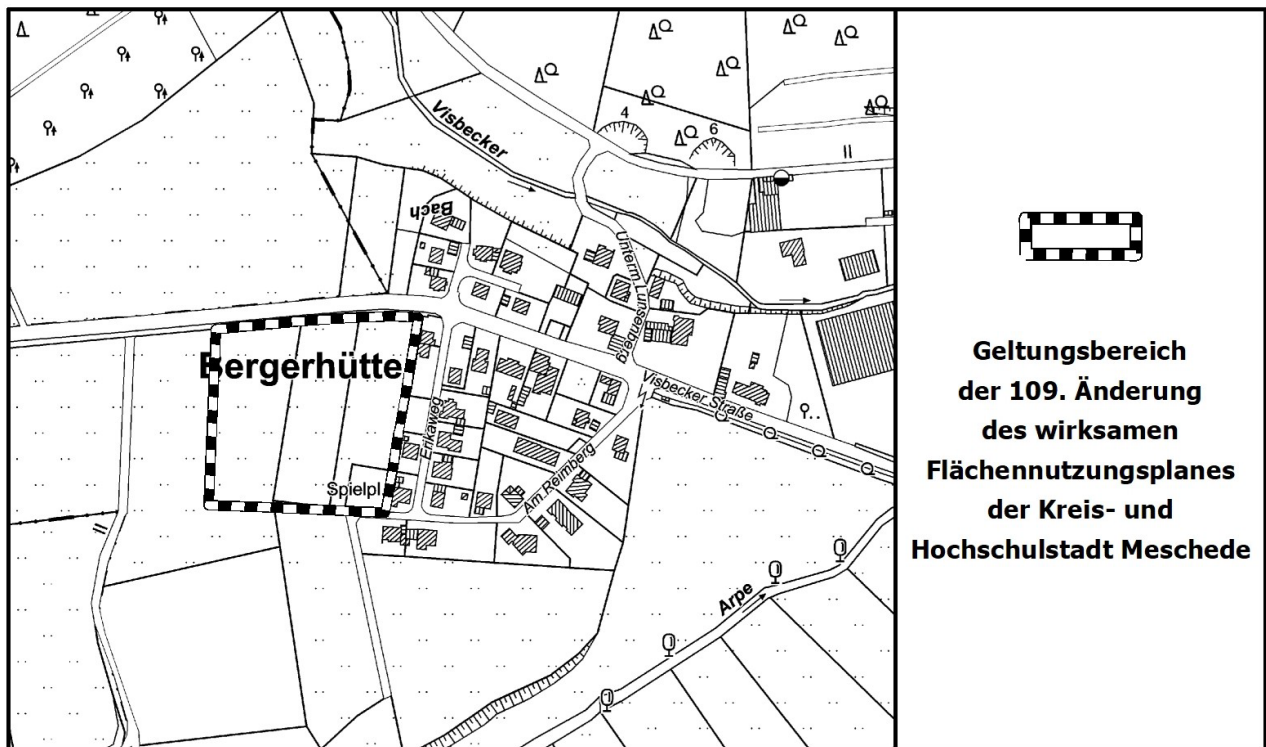 Visbecker
4
6
Bach
Unterm Lunsenberg
Bergerhütte
Erikaweg
Visbecker Straße
Am Reimberg
Spielpl.
Arpe
Geltungsbereich
der 109. Änderung
des wirksamen
Flächennutzungsplanes
der Kreis- und
Hochschulstadt Meschede